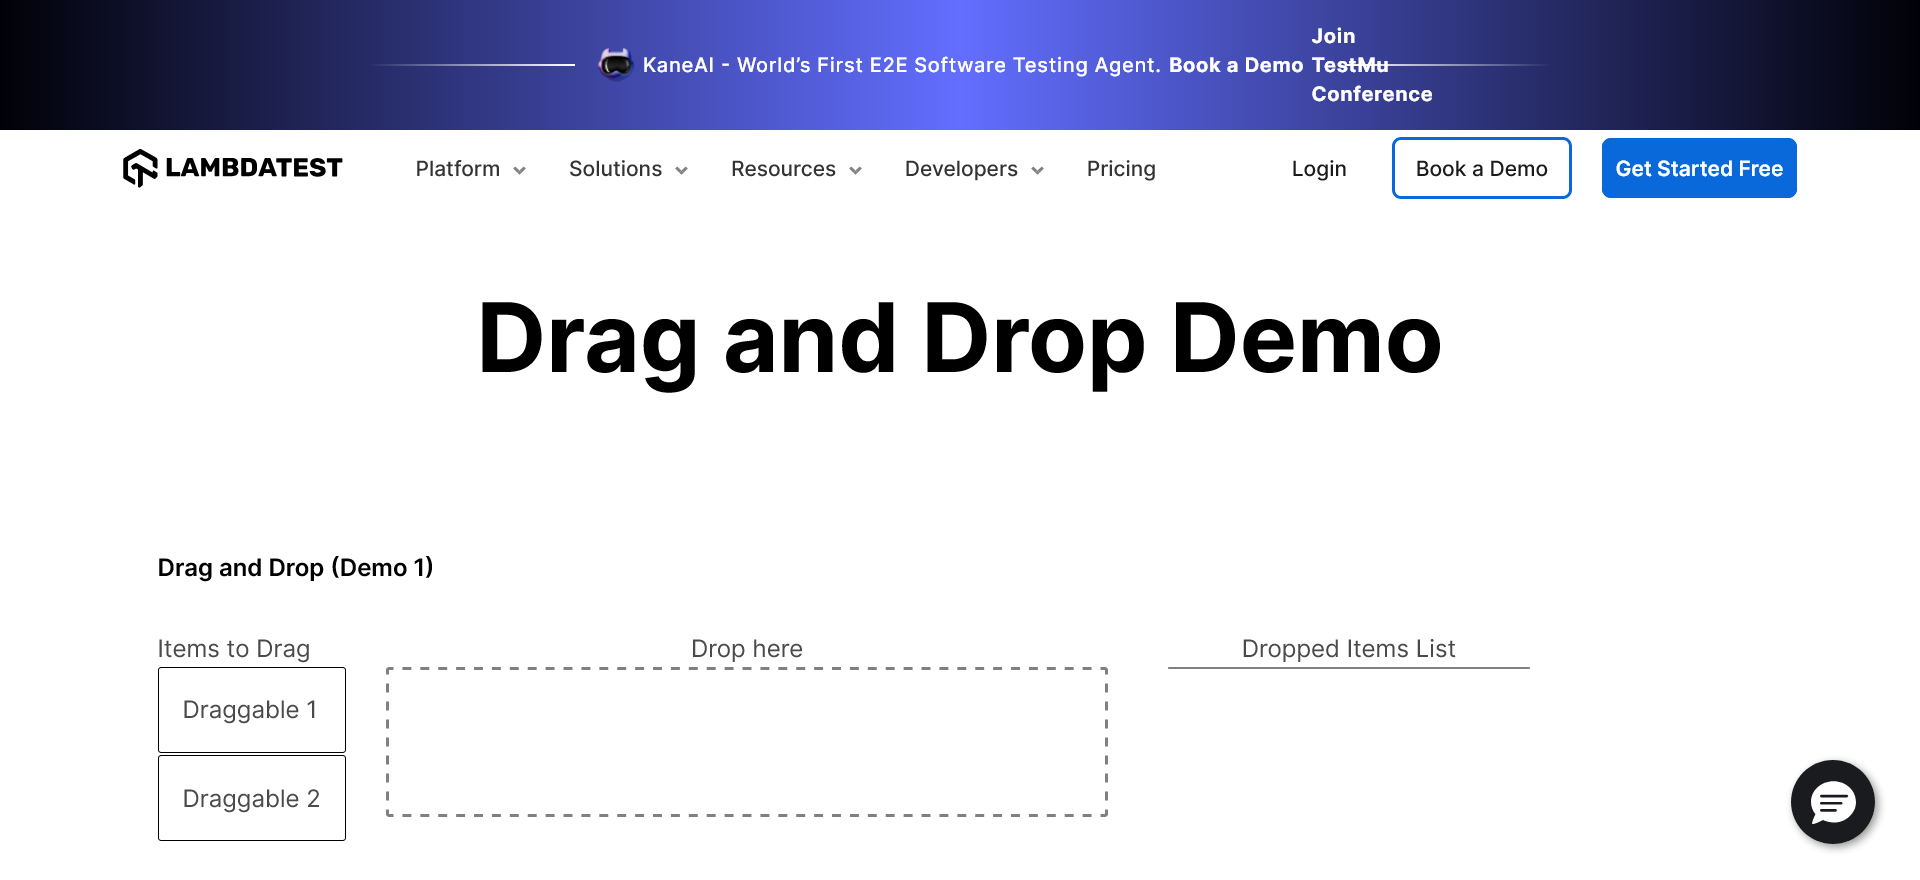 KaneAI - World's First E2E Software Testing Agent. Book a Demo
Join
TestMu
Conference
LAMBDATEST
Platform
Solutions
Resources
Developers
Pricing
Login
Book a Demo
Get Started Free
Drag and Drop Demo
Drag and Drop (Demo 1)
Items to Drag
Drop here
Dropped Items List
Draggable 1
Draggable 2